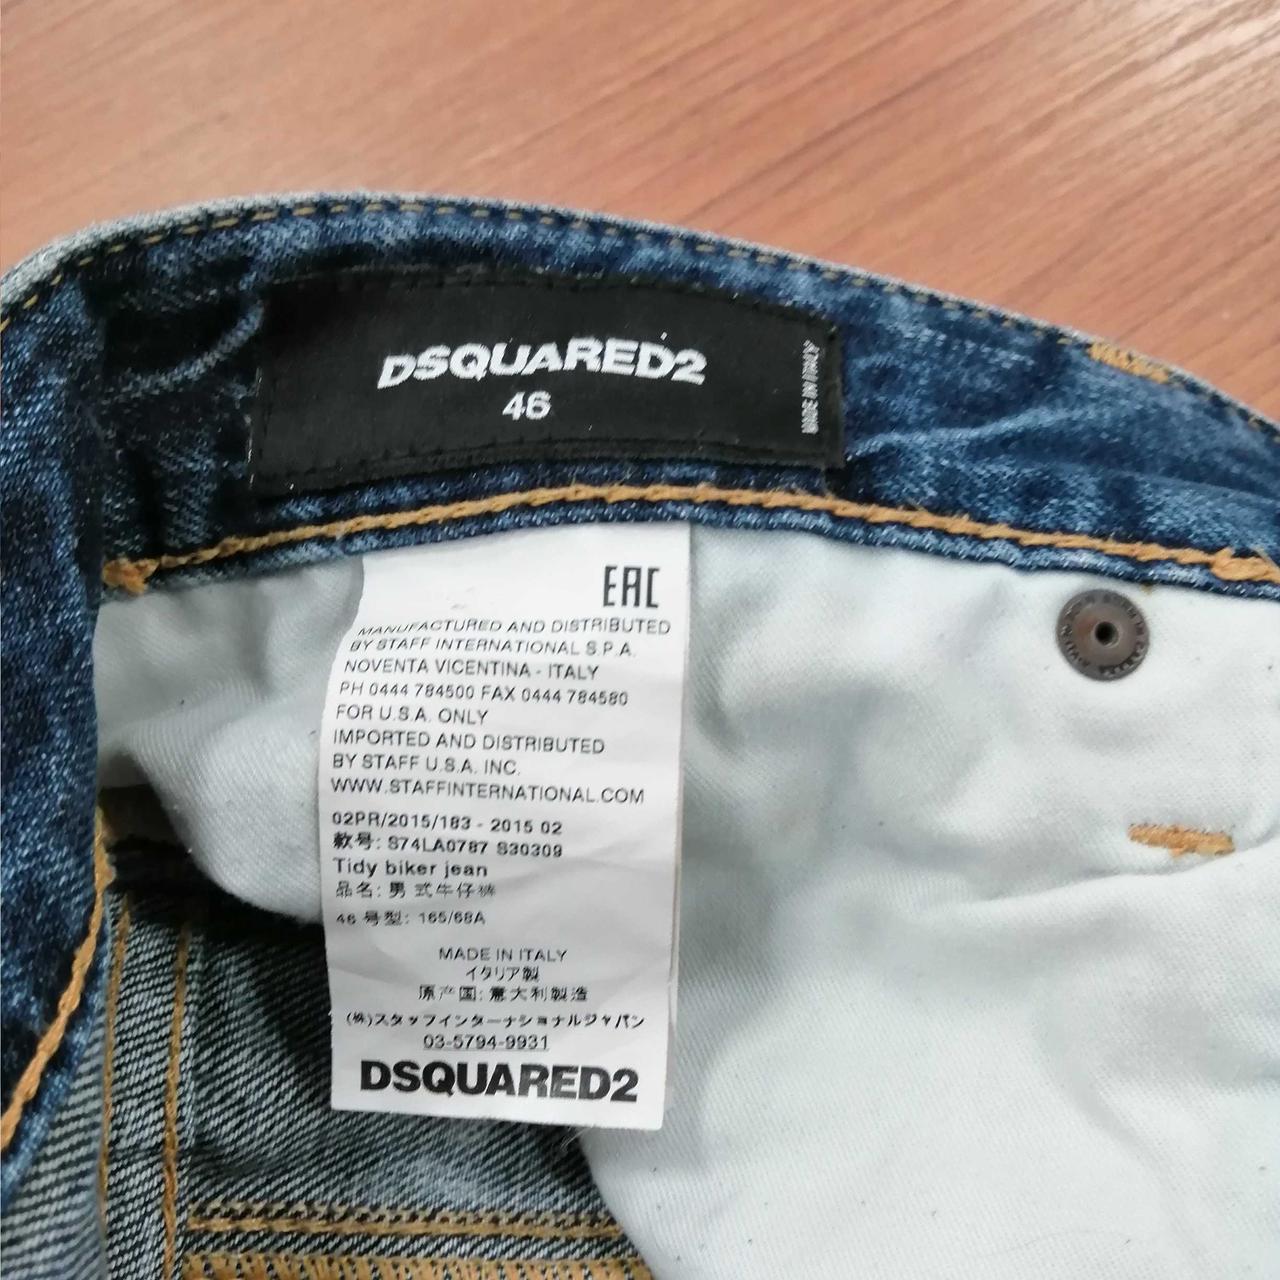 DSQUARED2
46
MADE IN ITALY
EAC
MANUFACTURED AND DISTRIBUTED
BY STAFF INTERNATIONAL S.P.A.
NOVENTA VICENTINA - ITALY
PH 0444 784500 FAX 0444 784580
FOR U.S.A. ONLY
IMPORTED AND DISTRIBUTED
BY STAFF U.S.A. INC.
WWW.STAFFINTERNATIONAL.COM
02PR/2015/183 - 2015 02
款号: S74LA0787 S30309
Tidy biker jean
品名: 男式牛仔裤
46 号型: 165/68A
MADE IN ITALY
イタリア製
原产国: 意大利製造
(株)スタッフインターナショナルジャパン
03-5794-9931
DSQUARED2